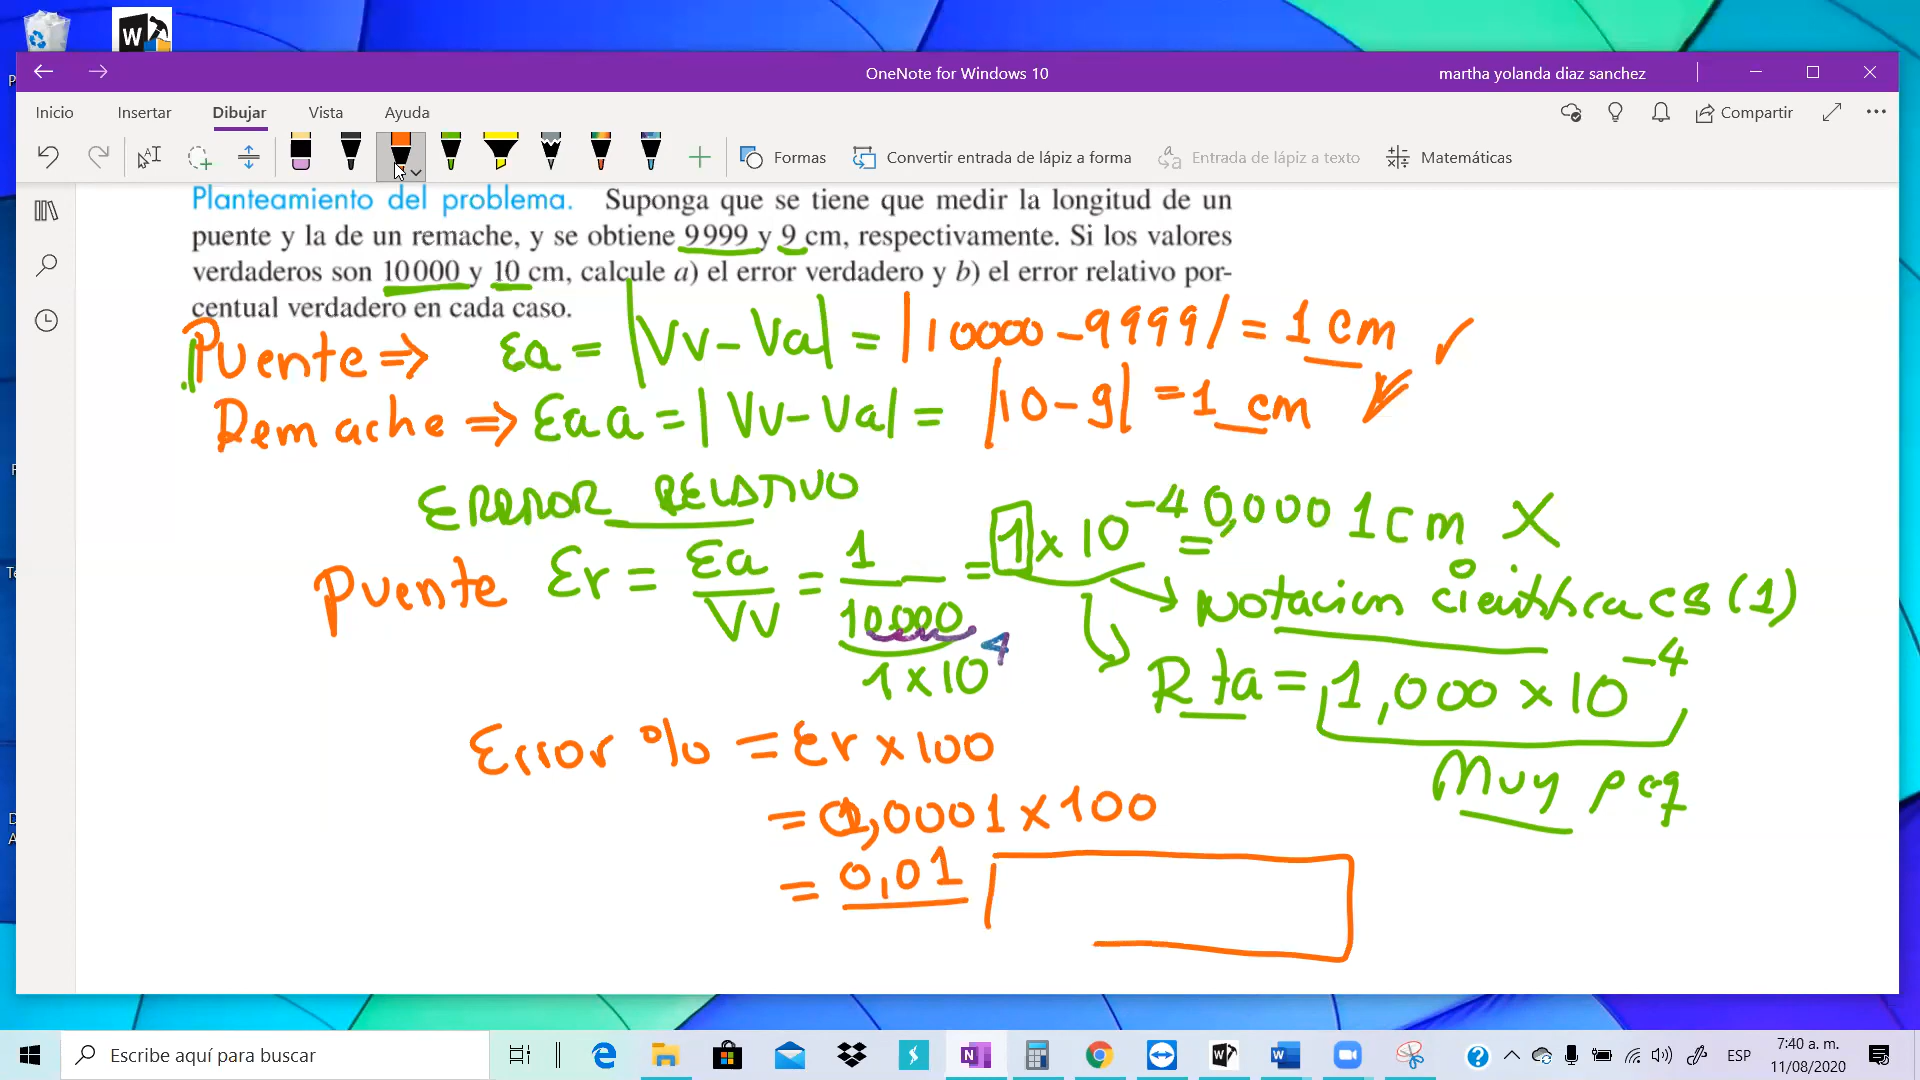 OneNote for Windows 10
martha yolanda diaz sanchez
Inicio Insertar Dibujar Vista Ayuda
Compartir
Formas
Convertir entrada de lápiz a forma
Entrada de lápiz a texto
Matemáticas
Planteamiento del problema. Suponga que se tiene que medir la longitud de un
puente y la de un remache, y se obtiene 9999 y 9 cm, respectivamente. Si los valores
verdaderos son 10000 y 10 cm, calcule a) el error verdadero y b) el error relativo por-
centual verdadero en cada caso.
Puente ⇒ Ea = |Vv - Val| = |10000 - 9999| = 1 cm ✓
Remache ⇒ Eaa = |Vv - Val| = |10 - 9| = 1 cm
ERROR RELATIVO
Puente Er = Ea/Vv = 1/10000 = 1 x 10^-4 = 0,0001 cm X
1 x 10^4
Notacion cientifica cs (1)
Rta = 1,000 x 10^-4
Muy peq
Error % = Er x 100
= 0,0001 x 100
= 0,01
Escribe aquí para buscar
ESP
7:40 a. m.
11/08/2020